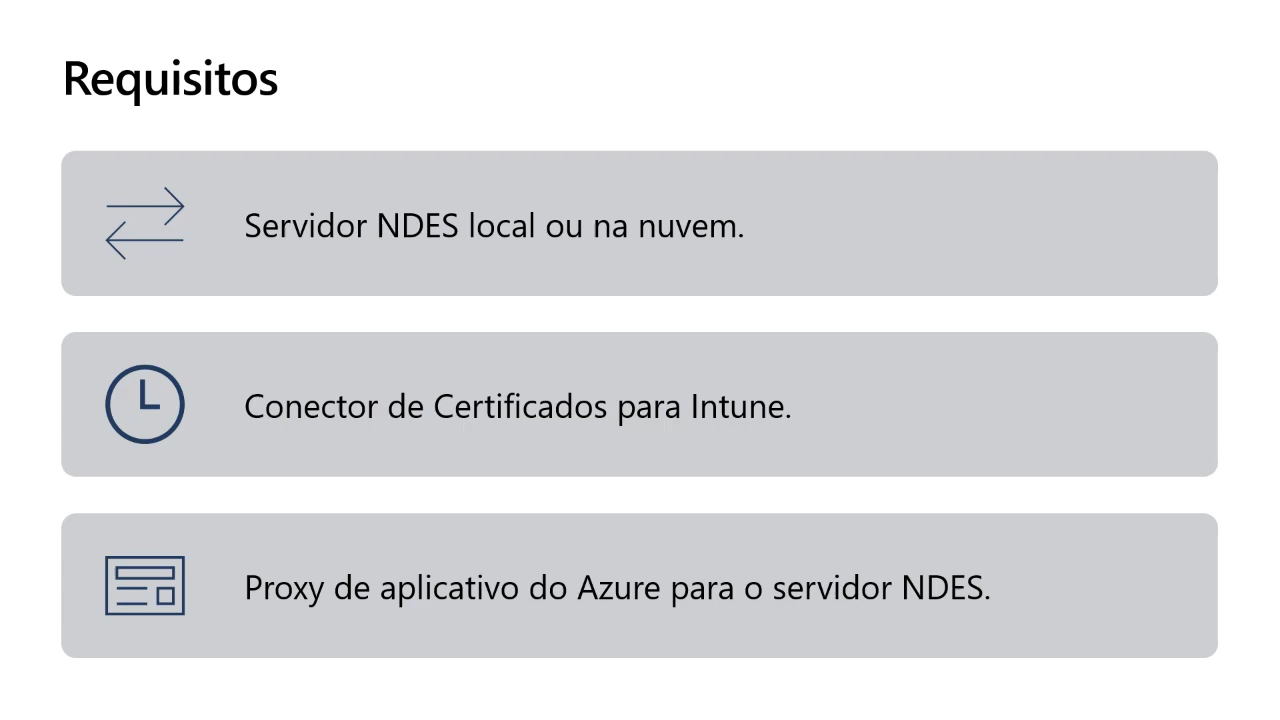 Requisitos
Servidor NDES local ou na nuvem.
Conector de Certificados para Intune.
Proxy de aplicativo do Azure para o servidor NDES.